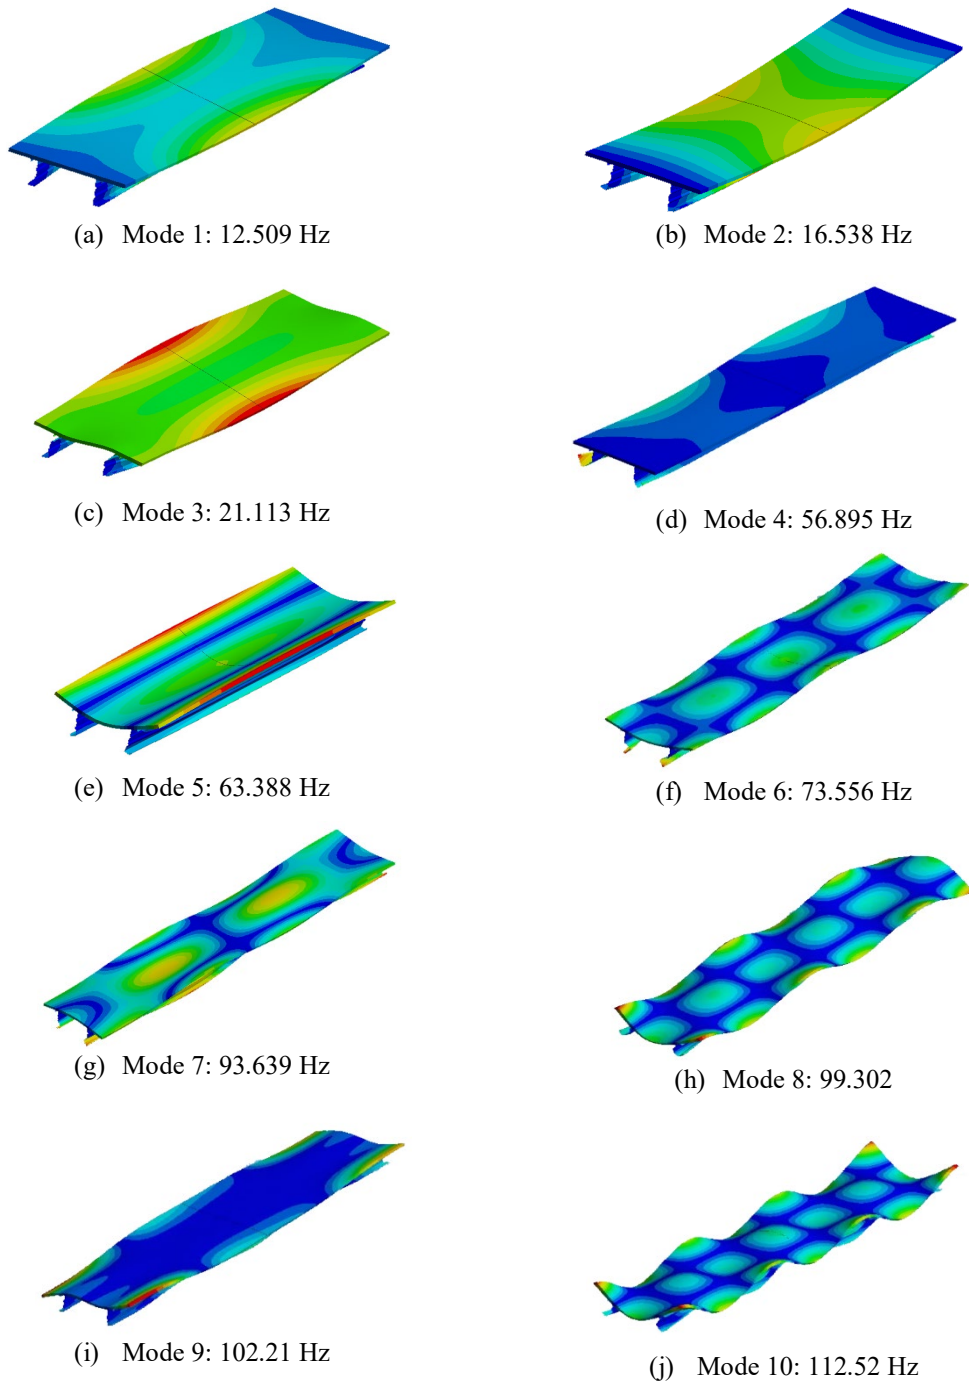 (a) Mode 1: 12.509 Hz
(b) Mode 2: 16.538 Hz
(c) Mode 3: 21.113 Hz
(d) Mode 4: 56.895 Hz
(e) Mode 5: 63.388 Hz
(f) Mode 6: 73.556 Hz
(g) Mode 7: 93.639 Hz
(h) Mode 8: 99.302
(i) Mode 9: 102.21 Hz
(j) Mode 10: 112.52 Hz